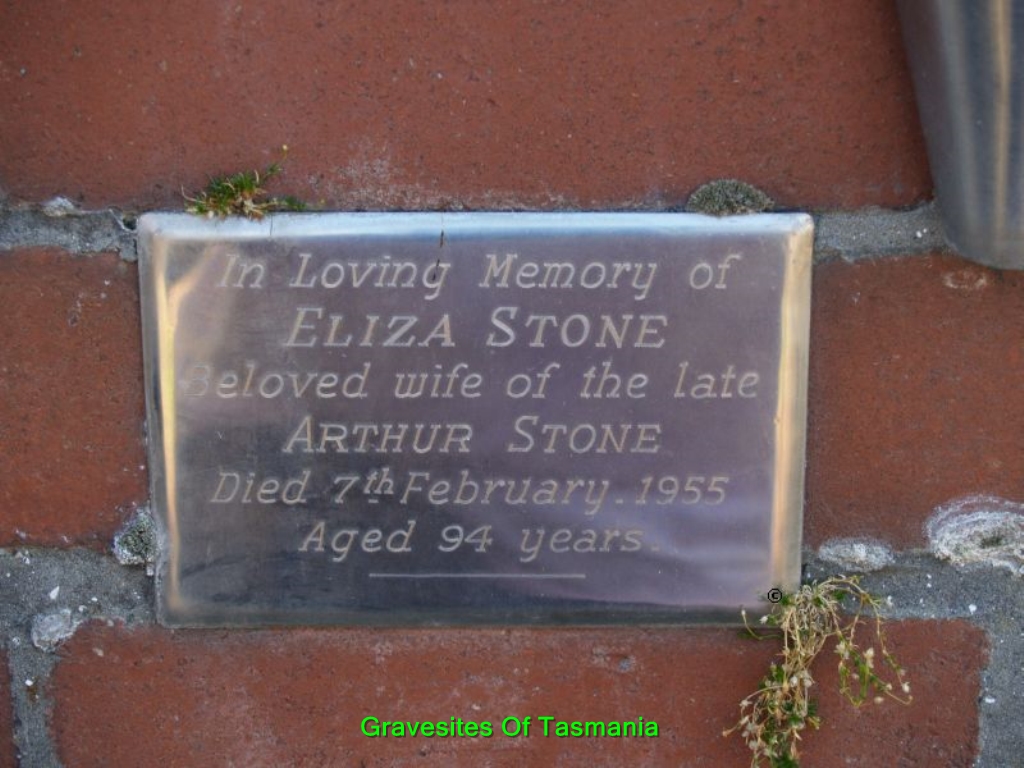 In Loving Memory of
ELIZA STONE
Beloved wife of the late
ARTHUR STONE
Died 7th February. 1955
Aged 94 years.
©
Gravesites Of Tasmania